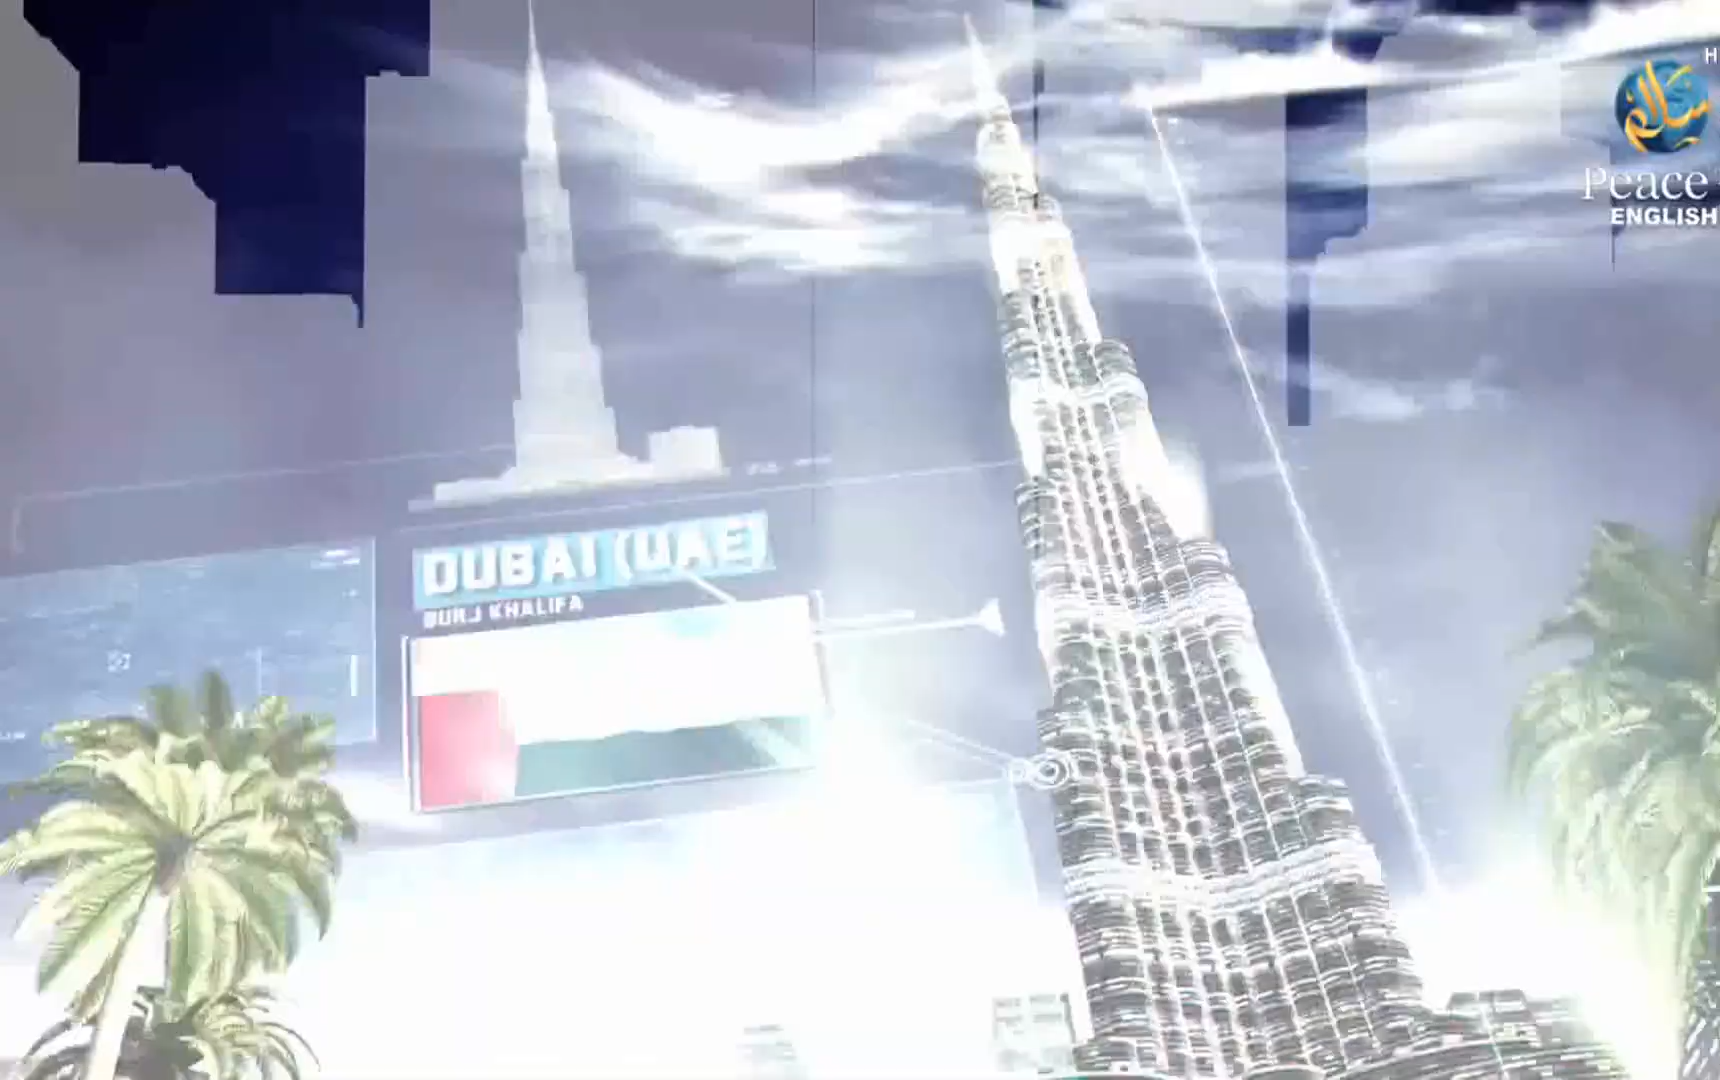 H
سلام
Peace
ENGLISH
DUBAI (UAE)
BURJ KHALIFA